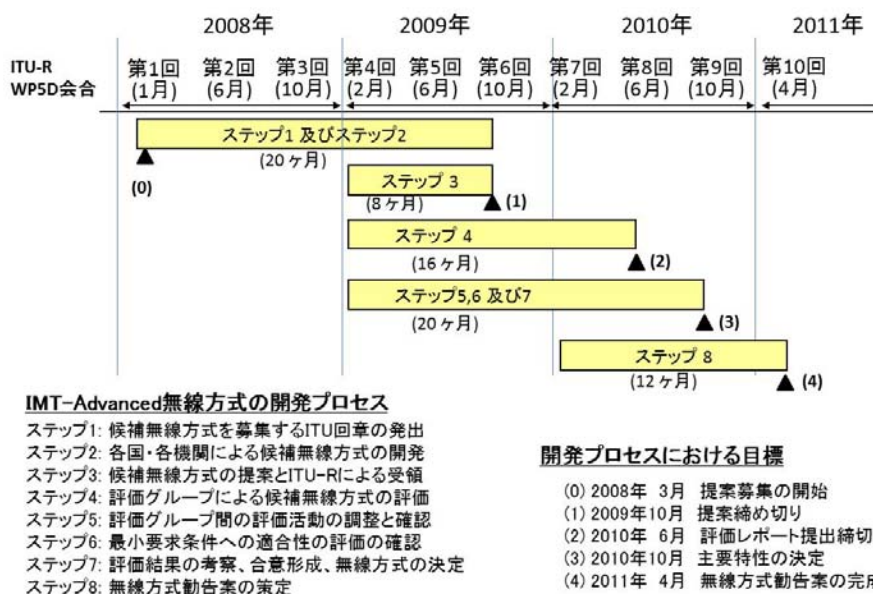 2008年 2009年 2010年 2011年
ITU-R
WP5D会合
第1回 第2回 第3回 第4回 第5回 第6回 第7回 第8回 第9回 第10回
(1月) (6月) (10月) (2月) (6月) (10月) (2月) (6月) (10月) (4月)
ステップ1 及びステップ2
(20ヶ月)
(0)
ステップ 3
(8ヶ月)
(1)
ステップ 4
(16ヶ月)
(2)
ステップ5,6 及び7
(20ヶ月)
(3)
ステップ 8
(12ヶ月)
(4)
IMT-Advanced無線方式の開発プロセス
ステップ1: 候補無線方式を募集するITU回章の発出
ステップ2: 各国・各機関による候補無線方式の開発
ステップ3: 候補無線方式の提案とITU-Rによる受領
ステップ4: 評価グループによる候補無線方式の評価
ステップ5: 評価グループ間の評価活動の調整と確認
ステップ6: 最小要求条件への適合性の評価の確認
ステップ7: 評価結果の考察、合意形成、無線方式の決定
ステップ8: 無線方式勧告案の策定
開発プロセスにおける目標
(0) 2008年 3月 提案募集の開始
(1) 2009年10月 提案締め切り
(2) 2010年 6月 評価レポート提出締切
(3) 2010年10月 主要特性の決定
(4) 2011年 4月 無線方式勧告案の完成